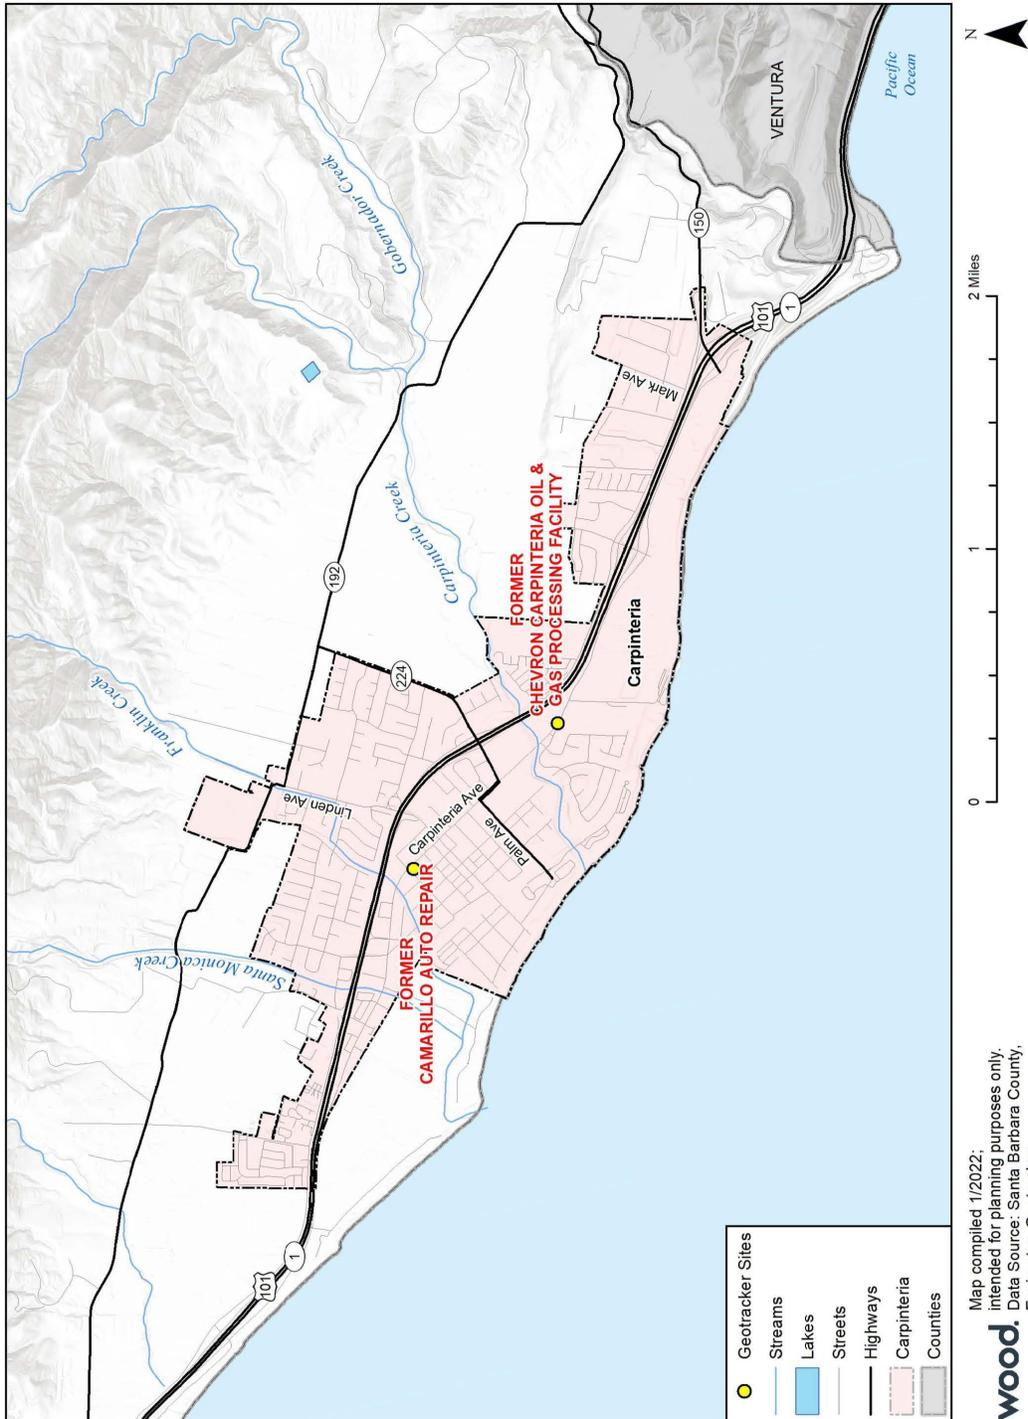 Gobernador Creek
Carpinteria Creek
Franklin Creek
Santa Monica Creek
192
224
150
101
1
101
1
VENTURA
Pacific
Ocean
Mark Ave
Linden Ave
Carpinteria Ave
Palm Ave
FORMER
CHEVRON CARPINTERIA OIL &
GAS PROCESSING FACILITY
FORMER
CAMARILLO AUTO REPAIR
Carpinteria
Geotracker Sites
Streams
Lakes
Streets
Highways
Carpinteria
Counties
0
1
2 Miles
N
wood.
Map compiled 1/2022;
intended for planning purposes only.
Data Source: Santa Barbara County,